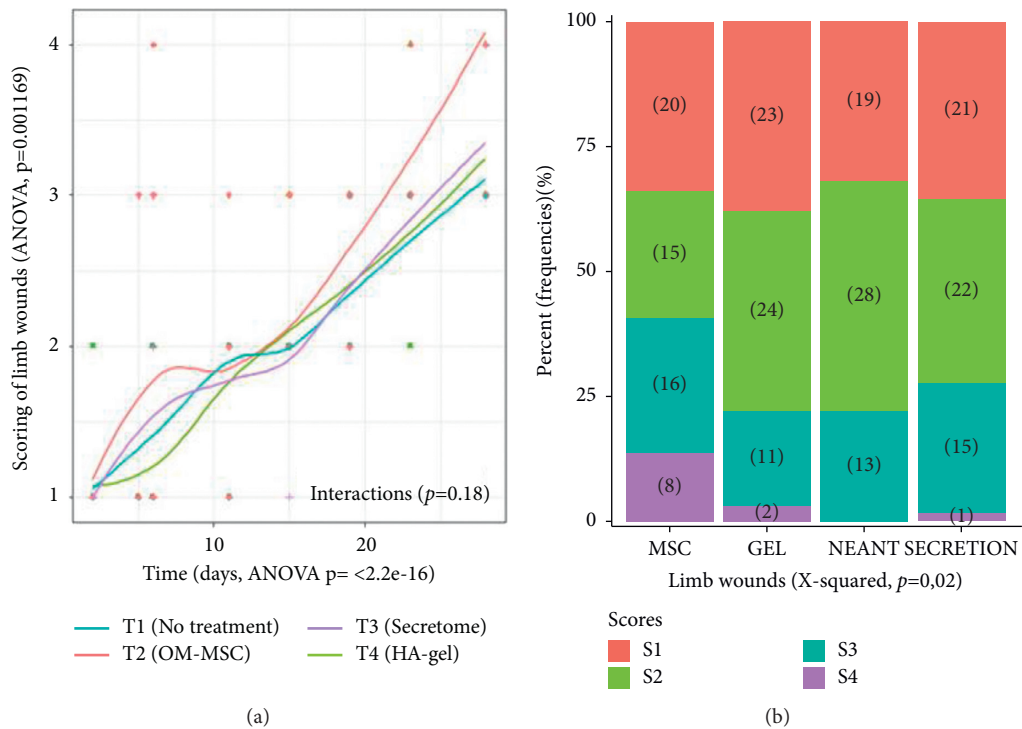 4
3
2
1
Scoring of limb wounds (ANOVA, p=0.001169)
Interactions (p=0.18)
10 20
Time (days, ANOVA p= <2.2e-16)
T1 (No treatment) T3 (Secretome)
T2 (OM-MSC) T4 (HA-gel)
(a)
100
75
50
25
0
Percent (frequencies)(%)
(20) (23) (19) (21)
(15) (24) (28) (22)
(16) (11) (13) (15)
(8) (2) (1)
MSC GEL NEANT SECRETION
Limb wounds (X-squared, p=0,02)
Scores
S1 S3
S2 S4
(b)